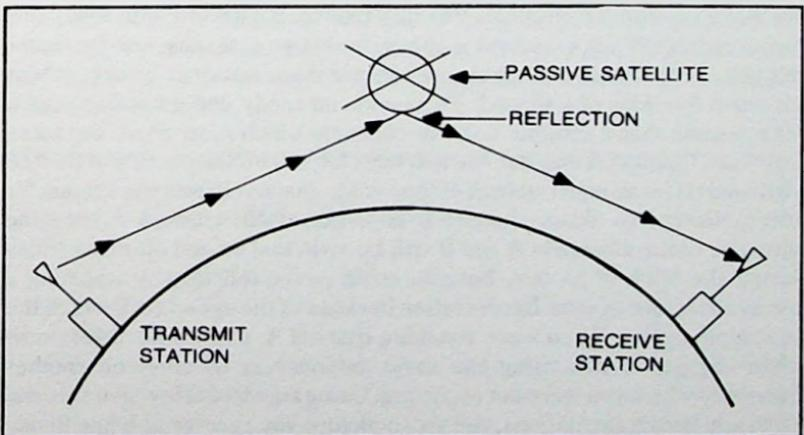 PASSIVE SATELLITE
REFLECTION
TRANSMIT
STATION
RECEIVE
STATION